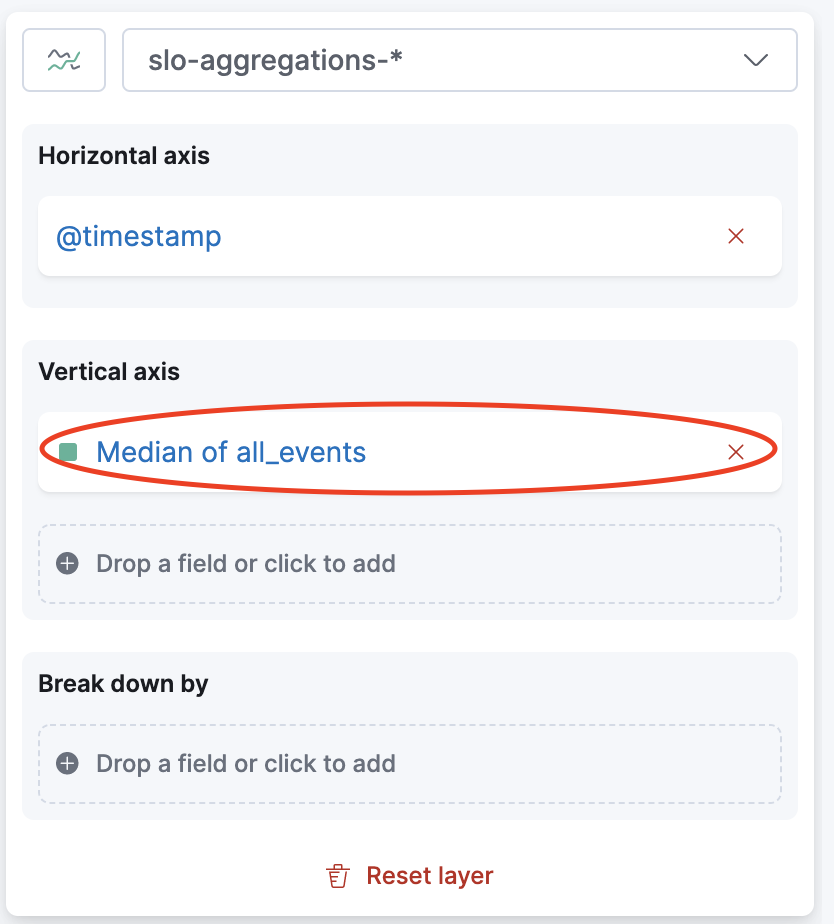 slo-aggregations-*
Horizontal axis
@timestamp
Vertical axis
Median of all_events
Drop a field or click to add
Break down by
Drop a field or click to add
Reset layer